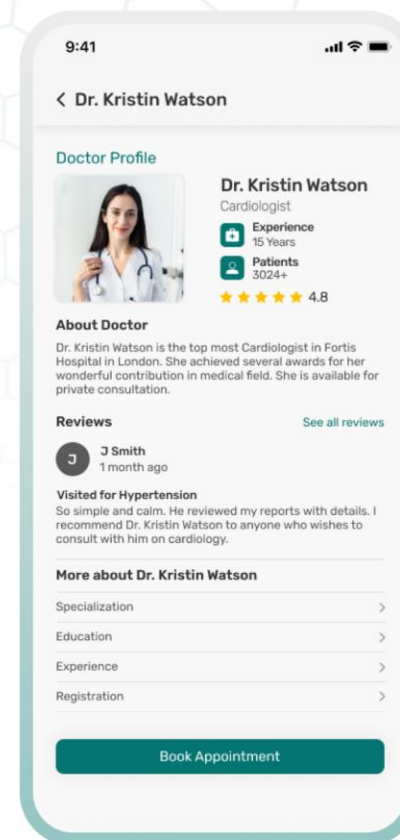 9:41
Dr. Kristin Watson
Doctor Profile
Dr. Kristin Watson
Cardiologist
Experience
15 Years
Patients
3024+
4.8
About Doctor
Dr. Kristin Watson is the top most Cardiologist in Fortis
Hospital in London. She achieved several awards for her
wonderful contribution in medical field. She is available for
private consultation.
Reviews
See all reviews
J
J Smith
1 month ago
Visited for Hypertension
So simple and calm. He reviewed my reports with details. I
recommend Dr. Kristin Watson to anyone who wishes to
consult with him on cardiology.
More about Dr. Kristin Watson
Specialization
Education
Experience
Registration
Book Appointment